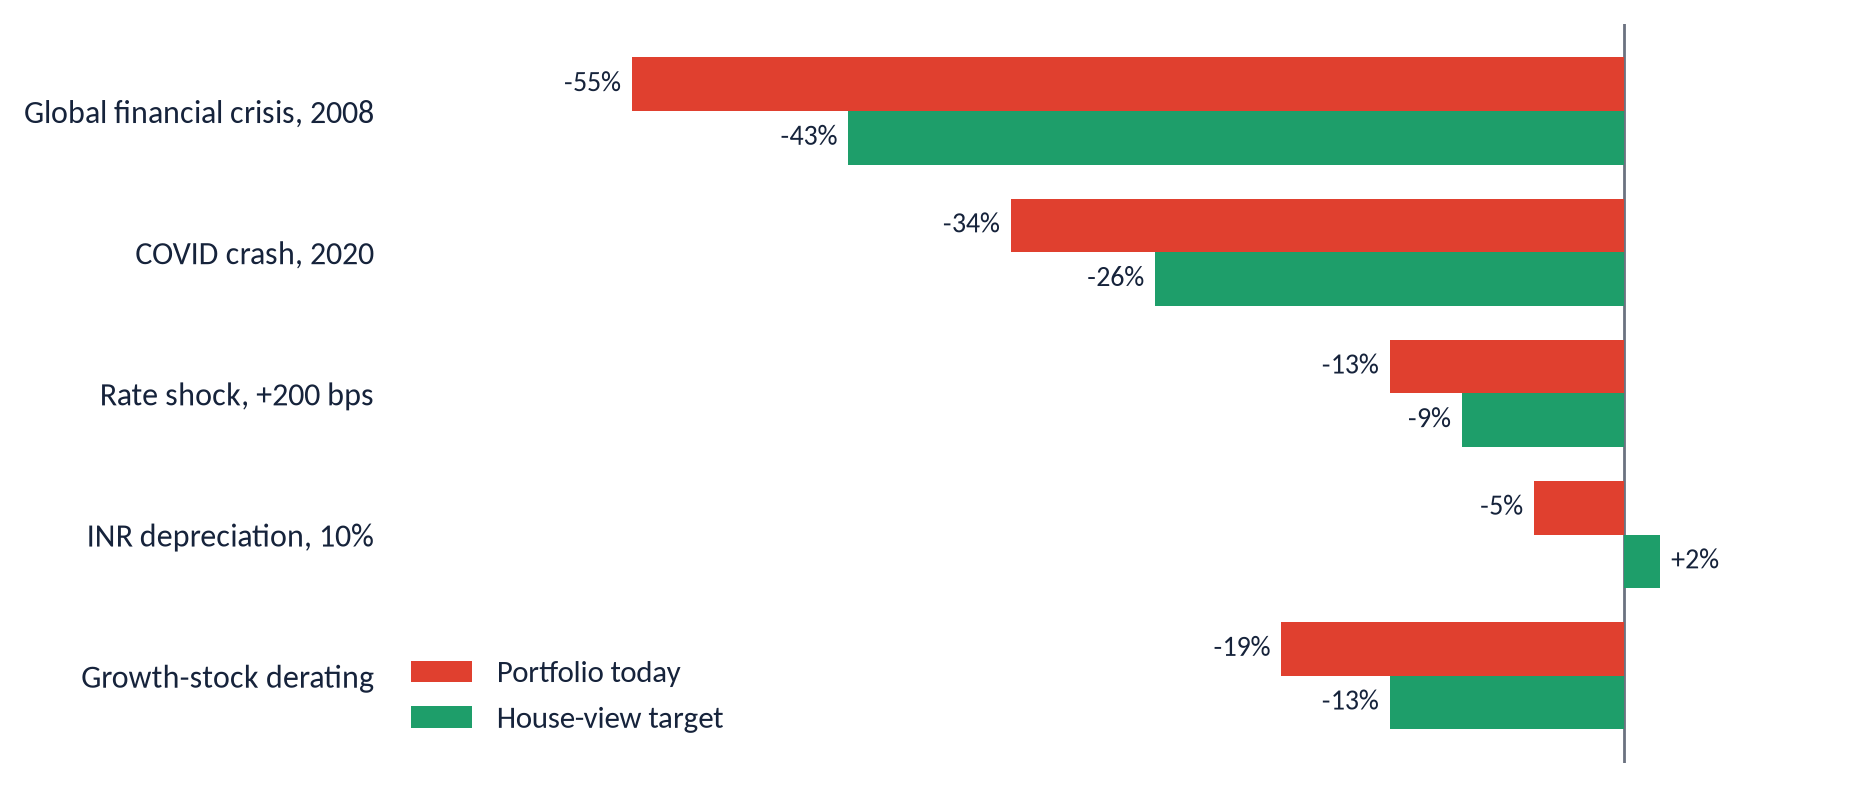 Global financial crisis, 2008
-55%
-43%
COVID crash, 2020
-34%
-26%
Rate shock, +200 bps
-13%
-9%
INR depreciation, 10%
-5%
+2%
Growth-stock derating
-19%
-13%
Portfolio today
House-view target